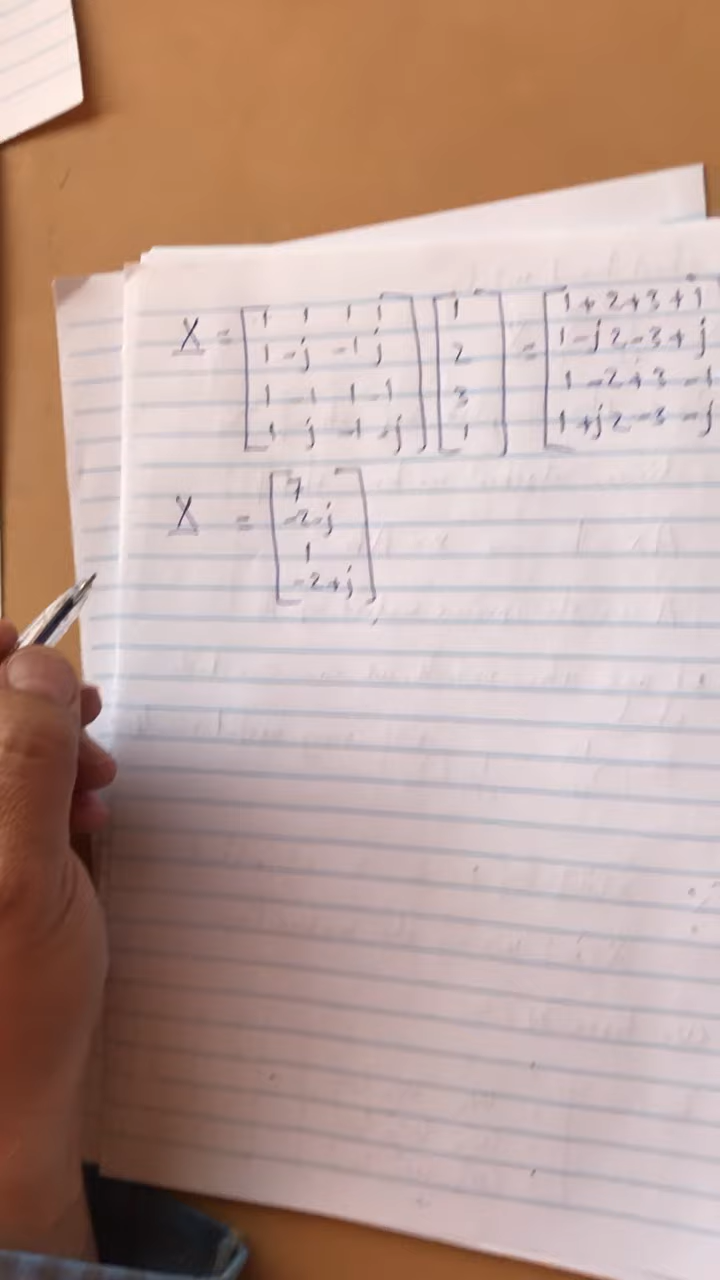 X = [1 1 1 1] [1] = [1+2+3+1]
[1 -j -1 j] [2] [1-j2-3+j]
[1 -1 1 -1] [3] [1-2+3-1]
[1 j -1 -j] [1] [1+j2-3-j]
X = [7]
[-2-j]
[1]
[-2+j]